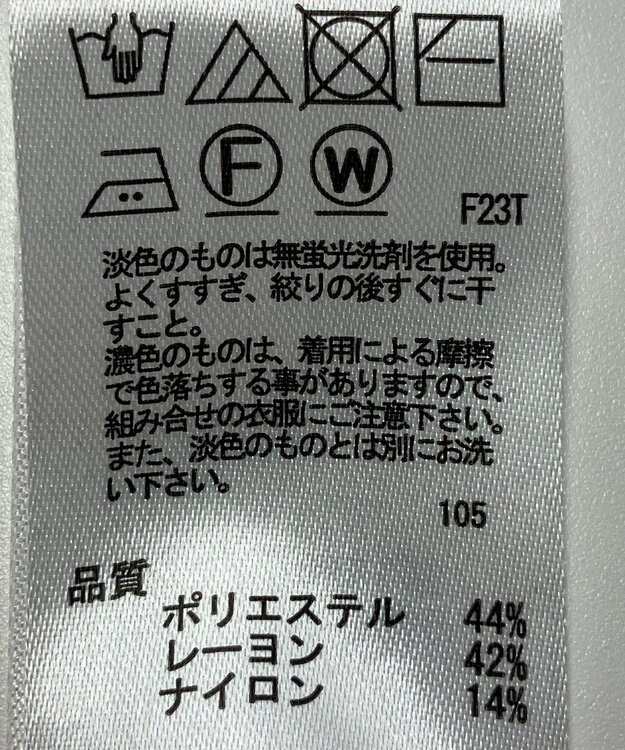 F W
F23T
淡色のものは無蛍光洗剤を使用。
よくすすぎ、絞りの後すぐに干
すこと。
濃色のものは、着用による摩擦
で色落ちする事がありますので、
組み合せの衣服にご注意下さい。
また、淡色のものとは別にお洗
い下さい。
105
品質
ポリエステル 44%
レーヨン 42%
ナイロン 14%